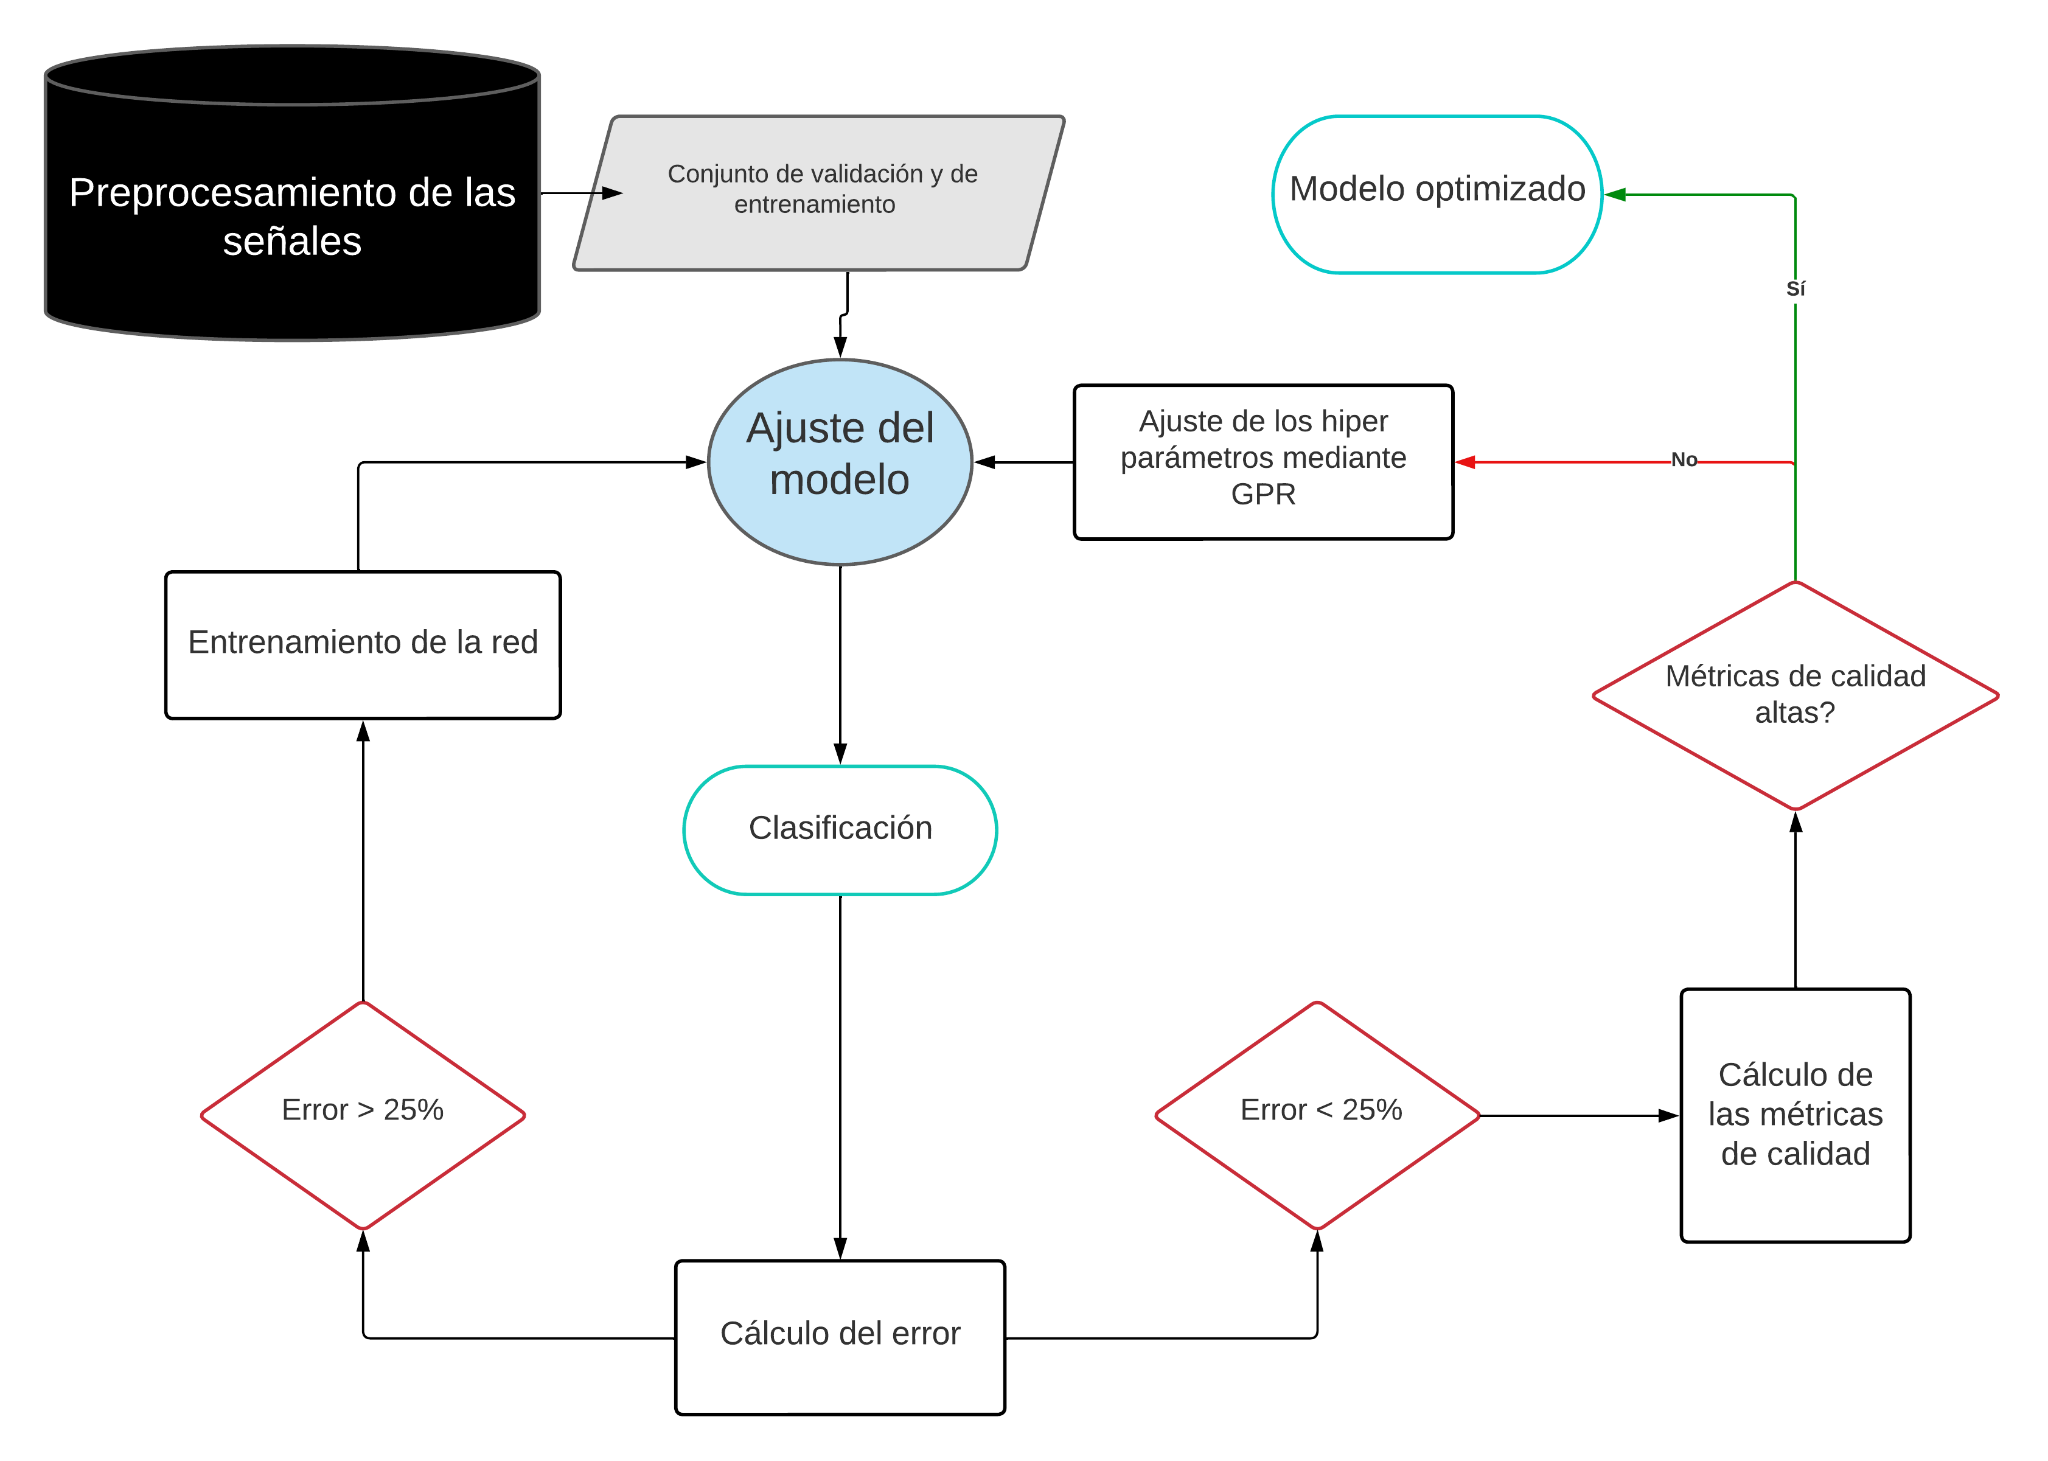 Preprocesamiento de las
señales
Conjunto de validación y de
entrenamiento
Modelo optimizado
Sí
Ajuste del
modelo
Ajuste de los hiper
parámetros mediante
GPR
No
Entrenamiento de la red
Métricas de calidad
altas?
Clasificación
Error > 25%
Error < 25%
Cálculo de
las métricas
de calidad
Cálculo del error